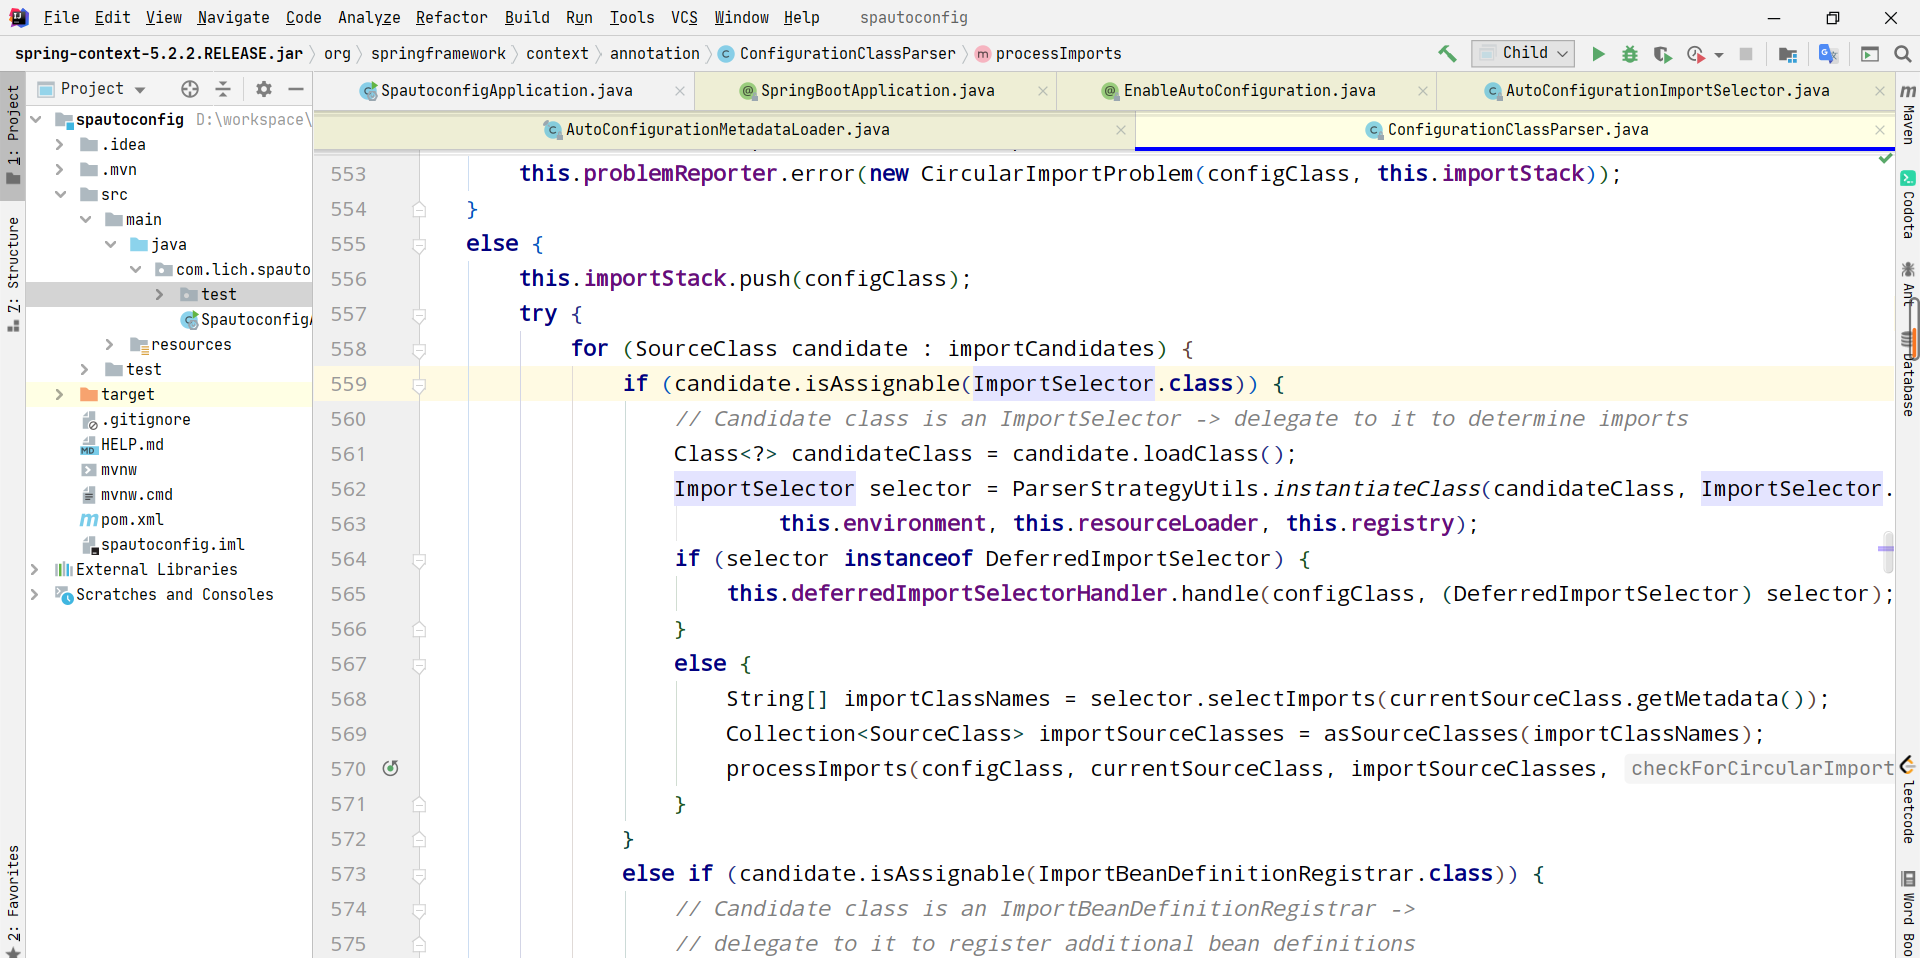 File Edit View Navigate Code Analyze Refactor Build Run Tools VCS Window Help spautoconfig
spring-context-5.2.2.RELEASE.jar org springframework context annotation ConfigurationClassParser processImports Child
1: Project
7: Structure
2: Favorites
Project
spautoconfig D:\workspace\
.idea
.mvn
src
main
java
com.lich.spauto
test
Spautoconfig
resources
test
target
.gitignore
HELP.md
mvnw
mvnw.cmd
pom.xml
spautoconfig.iml
External Libraries
Scratches and Consoles
SpautoconfigApplication.java SpringBootApplication.java EnableAutoConfiguration.java AutoConfigurationImportSelector.java
AutoConfigurationMetadataLoader.java ConfigurationClassParser.java
553 this.problemReporter.error(new CircularImportProblem(configClass, this.importStack));
554 }
555 else {
556 this.importStack.push(configClass);
557 try {
558 for (SourceClass candidate : importCandidates) {
559 if (candidate.isAssignable(ImportSelector.class)) {
560 // Candidate class is an ImportSelector -> delegate to it to determine imports
561 Class<?> candidateClass = candidate.loadClass();
562 ImportSelector selector = ParserStrategyUtils.instantiateClass(candidateClass, ImportSelector.
563 this.environment, this.resourceLoader, this.registry);
564 if (selector instanceof DeferredImportSelector) {
565 this.deferredImportSelectorHandler.handle(configClass, (DeferredImportSelector) selector);
566 }
567 else {
568 String[] importClassNames = selector.selectImports(currentSourceClass.getMetadata());
569 Collection<SourceClass> importSourceClasses = asSourceClasses(importClassNames);
570 processImports(configClass, currentSourceClass, importSourceClasses, checkForCircularImport
571 }
572 }
573 else if (candidate.isAssignable(ImportBeanDefinitionRegistrar.class)) {
574 // Candidate class is an ImportBeanDefinitionRegistrar ->
575 // delegate to it to register additional bean definitions
Maven
Codota
Ant
Database
leetcode
Word Boo